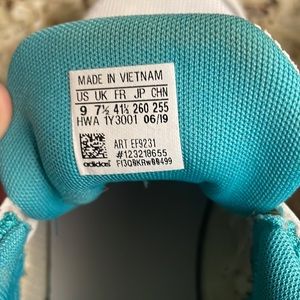 MADE IN VIETNAM
US UK FR JP CHN
9 7½ 41⅓ 260 255
HWA 1Y3001 06/19
ART EF9231
#123218655
adidas FI3Q8KRW88499